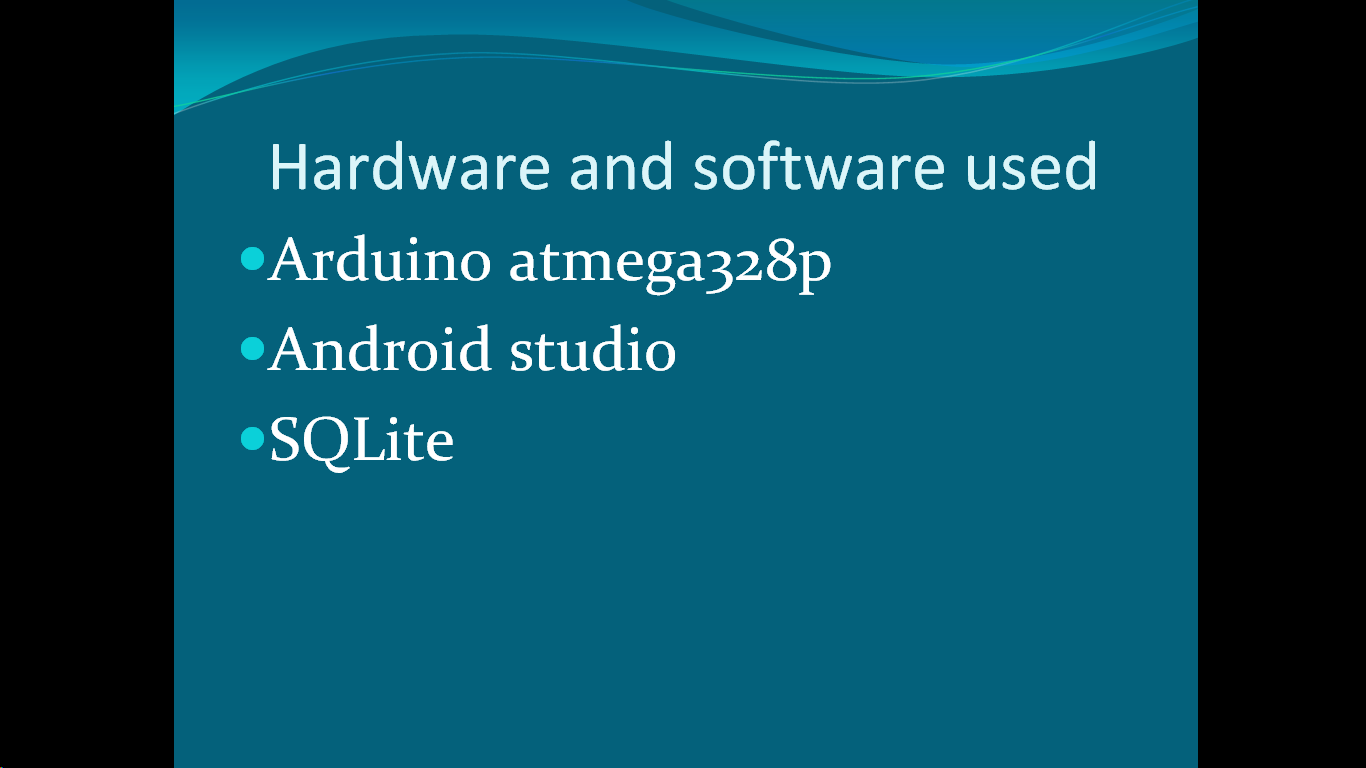 Hardware and software used
•Arduino atmega328p
•Android studio
•SQLite